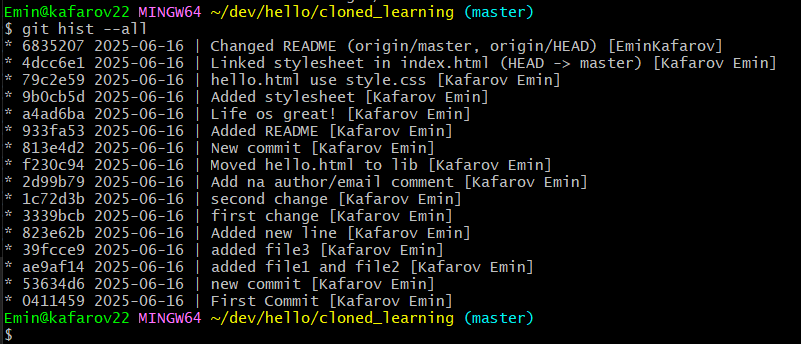 Emin@kafarov22 MINGW64 ~/dev/hello/cloned_learning (master)
$ git hist --all
* 6835207 2025-06-16 | Changed README (origin/master, origin/HEAD) [EminKafarov]
* 4dcc6e1 2025-06-16 | Linked stylesheet in index.html (HEAD -> master) [Kafarov Emin]
* 79c2e59 2025-06-16 | hello.html use style.css [Kafarov Emin]
* 9b0cb5d 2025-06-16 | Added stylesheet [Kafarov Emin]
* a4ad6ba 2025-06-16 | Life os great! [Kafarov Emin]
* 933fa53 2025-06-16 | Added README [Kafarov Emin]
* 813e4d2 2025-06-16 | New commit [Kafarov Emin]
* f230c94 2025-06-16 | Moved hello.html to lib [Kafarov Emin]
* 2d99b79 2025-06-16 | Add na author/email comment [Kafarov Emin]
* 1c72d3b 2025-06-16 | second change [Kafarov Emin]
* 3339bcb 2025-06-16 | first change [Kafarov Emin]
* 823e62b 2025-06-16 | Added new line [Kafarov Emin]
* 39fcce9 2025-06-16 | added file3 [Kafarov Emin]
* ae9af14 2025-06-16 | added file1 and file2 [Kafarov Emin]
* 53634d6 2025-06-16 | new commit [Kafarov Emin]
* 0411459 2025-06-16 | First Commit [Kafarov Emin]
Emin@kafarov22 MINGW64 ~/dev/hello/cloned_learning (master)
$